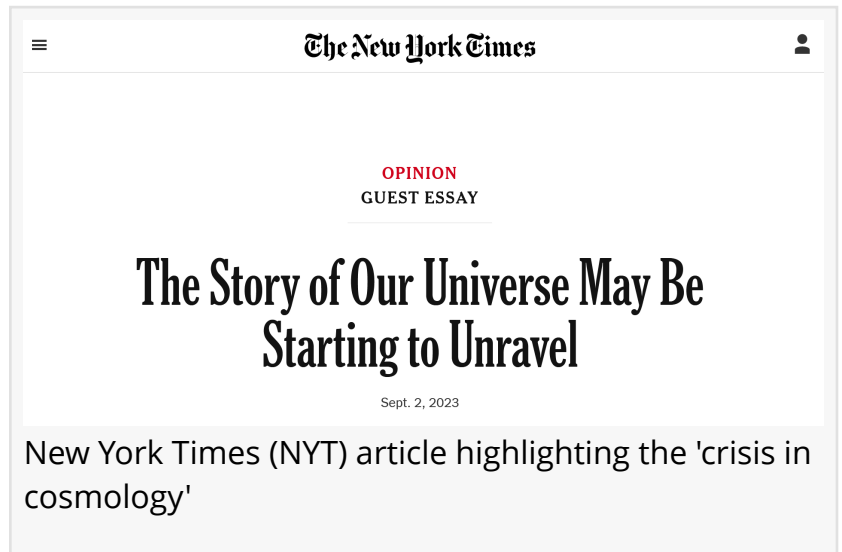 The New York Times
OPINION
GUEST ESSAY
The Story of Our Universe May Be
Starting to Unravel
Sept. 2, 2023
New York Times (NYT) article highlighting the 'crisis in
cosmology'